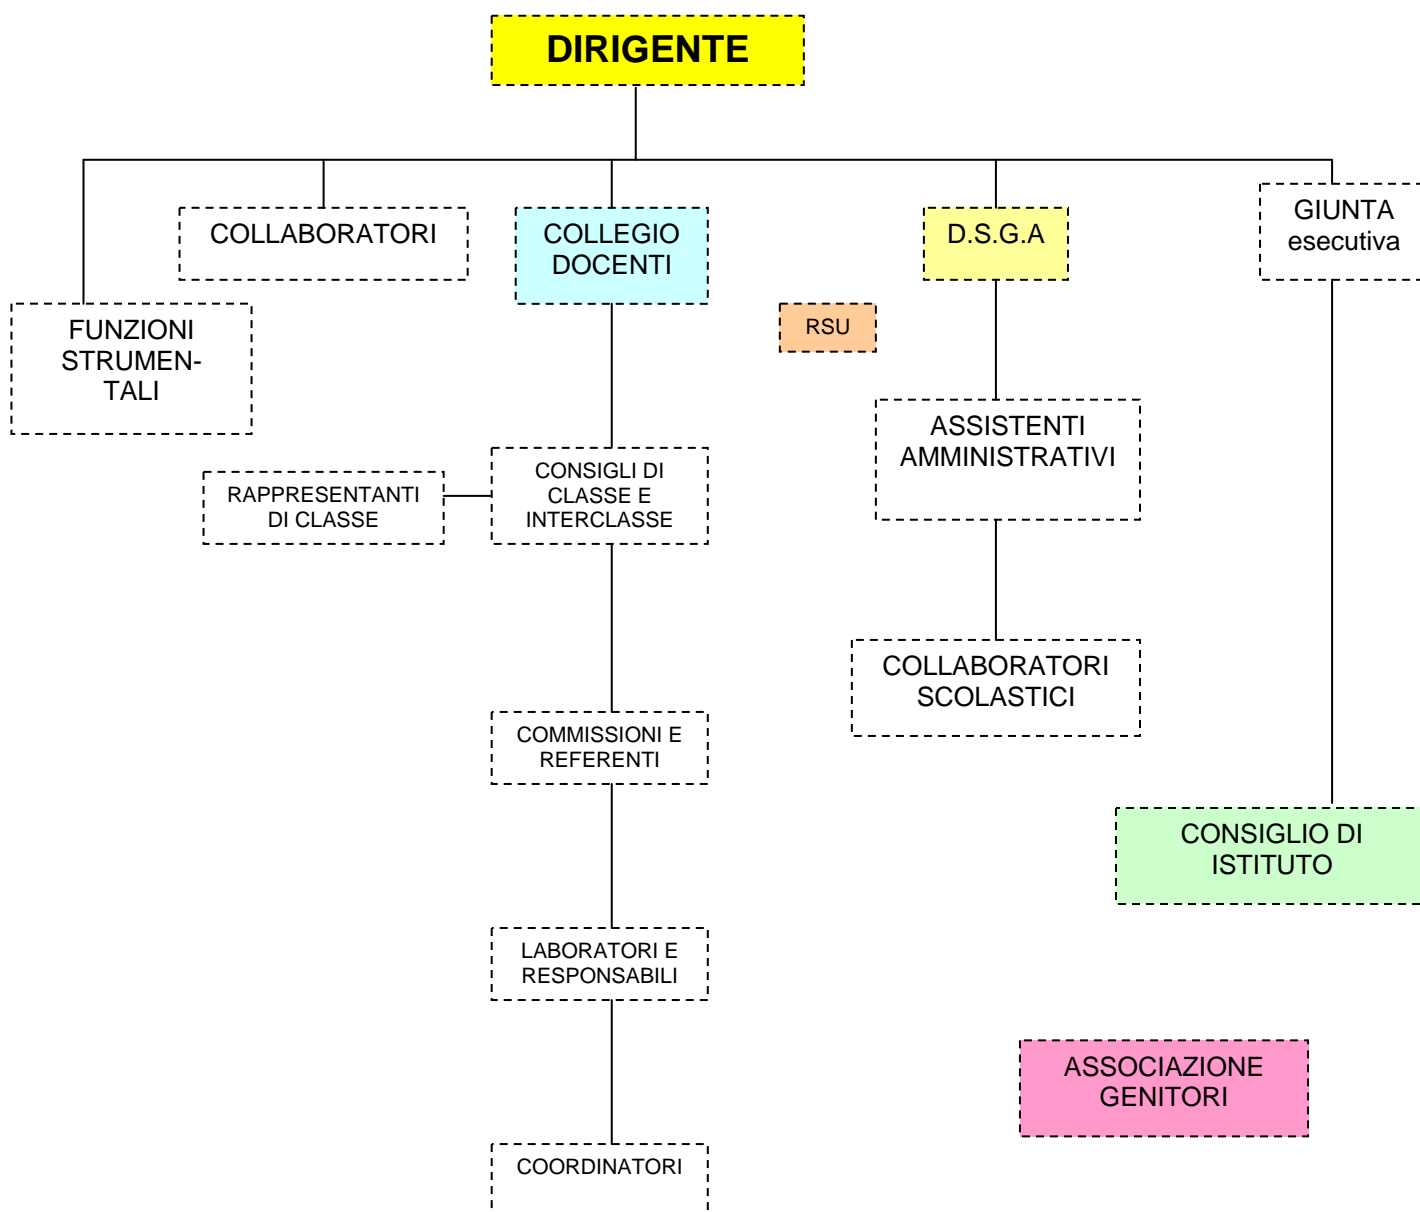 DIRIGENTE
COLLABORATORI
COLLEGIO
DOCENTI
D.S.G.A
GIUNTA
esecutiva
FUNZIONI
STRUMEN-
TALI
RSU
ASSISTENTI
AMMINISTRATIVI
RAPPRESENTANTI
DI CLASSE
CONSIGLI DI
CLASSE E
INTERCLASSE
COLLABORATORI
SCOLASTICI
COMMISSIONI E
REFERENTI
CONSIGLIO DI
ISTITUTO
LABORATORI E
RESPONSABILI
ASSOCIAZIONE
GENITORI
COORDINATORI